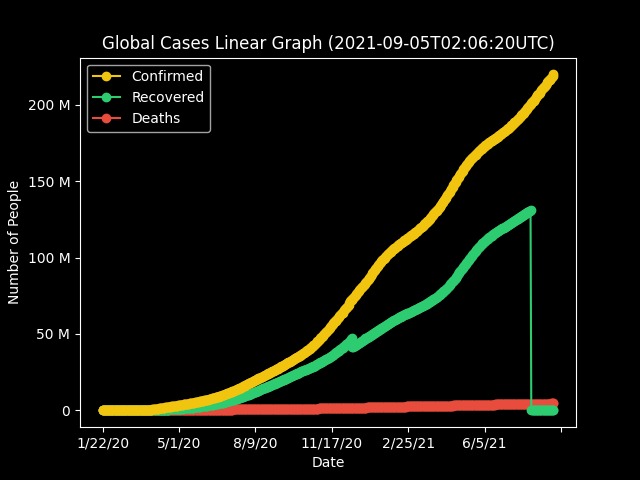 Global Cases Linear Graph (2021-09-05T02:06:20UTC)
Confirmed
Recovered
Deaths
200 M
150 M
100 M
50 M
0
Number of People
1/22/20 5/1/20 8/9/20 11/17/20 2/25/21 6/5/21
Date